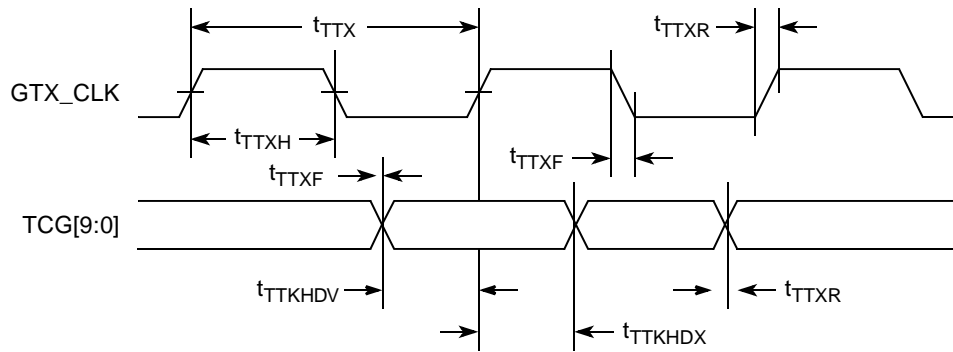 tTTX
tTTXR
GTX_CLK
tTTXH
tTTXF
tTTXF
TCG[9:0]
tTTKHDV
tTTXR
tTTKHDX